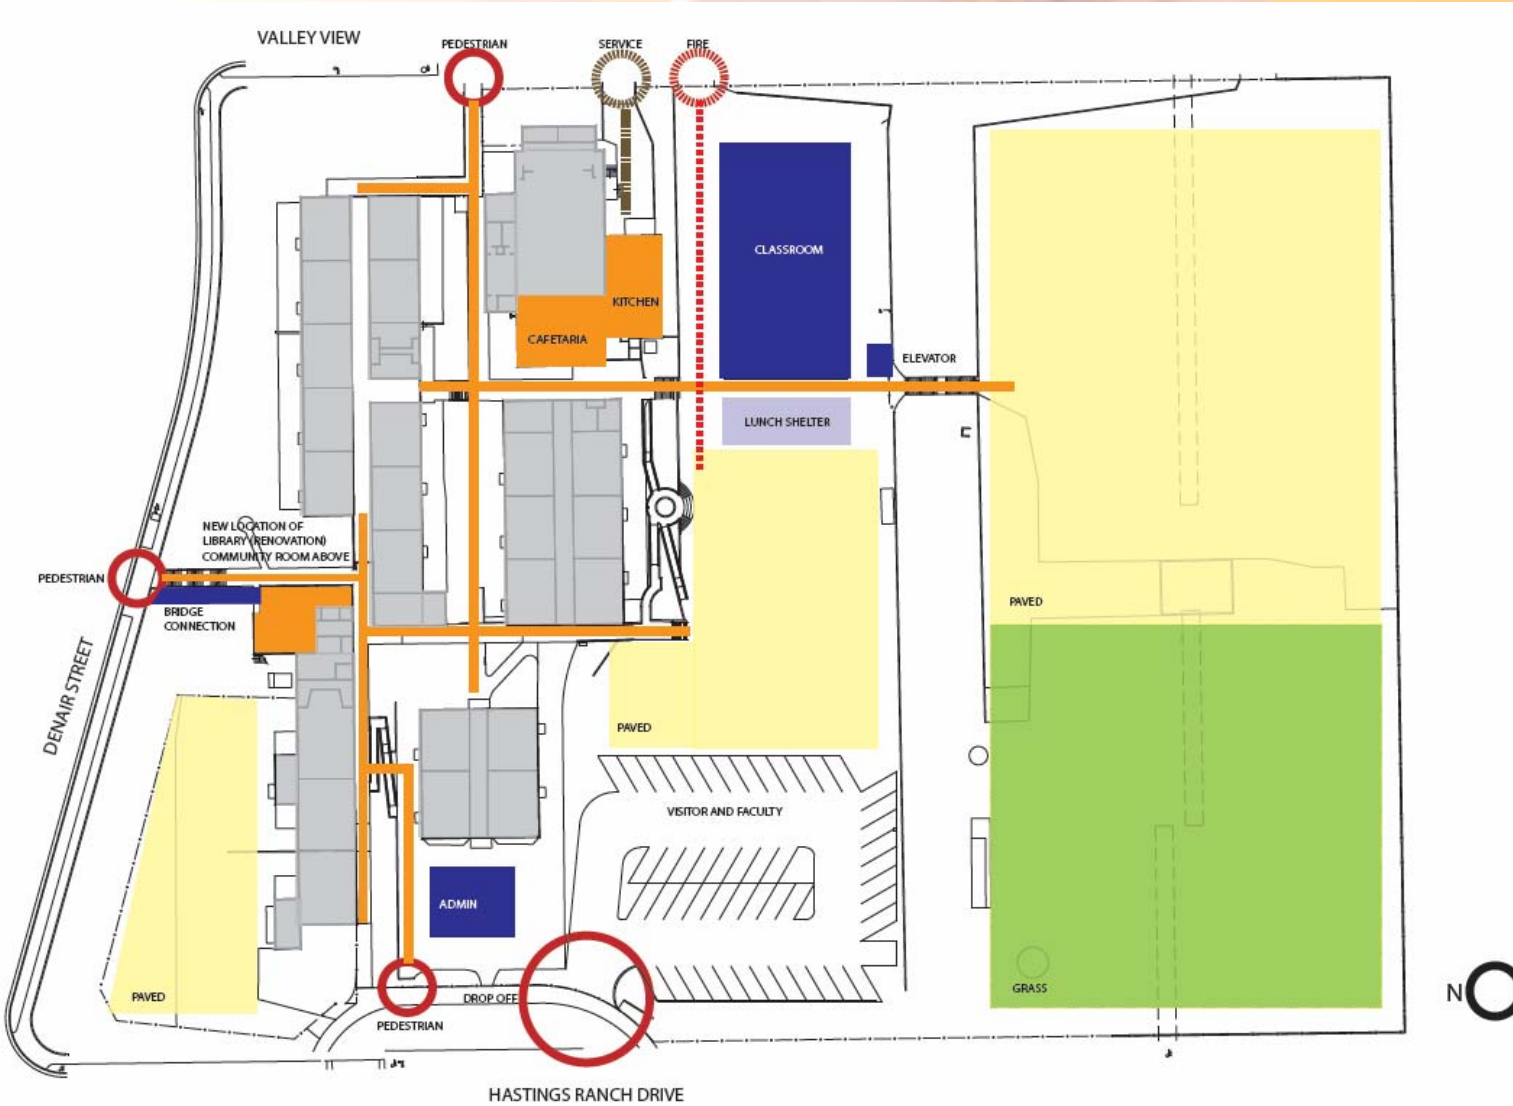 VALLEY VIEW
PEDESTRIAN
SERVICE
FIRE
CLASSROOM
KITCHEN
CAFETARIA
ELEVATOR
LUNCH SHELTER
NEW LOCATION OF
LIBRARY (RENOVATION)
COMMUNITY ROOM ABOVE
PEDESTRIAN
BRIDGE
CONNECTION
PAVED
DENAIR STREET
PAVED
VISITOR AND FACULTY
ADMIN
PAVED
DROP OFF
PEDESTRIAN
GRASS
N
HASTINGS RANCH DRIVE